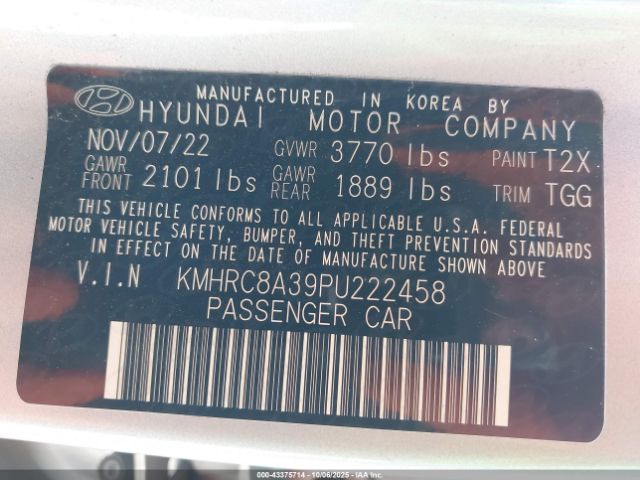 MANUFACTURED IN KOREA BY
HYUNDAI MOTOR COMPANY
NOV/07/22 GVWR 3770 lbs PAINT T2X
GAWR FRONT 2101 lbs GAWR REAR 1889 lbs TRIM TGG
THIS VEHICLE CONFORMS TO ALL APPLICABLE U.S.A. FEDERAL
MOTOR VEHICLE SAFETY, BUMPER, AND THEFT PREVENTION STANDARDS
IN EFFECT ON THE DATE OF MANUFACTURE SHOWN ABOVE
V.I.N KMHRC8A39PU222458
PASSENGER CAR
000-43375714 - 10/06/2025 - IAA Inc.